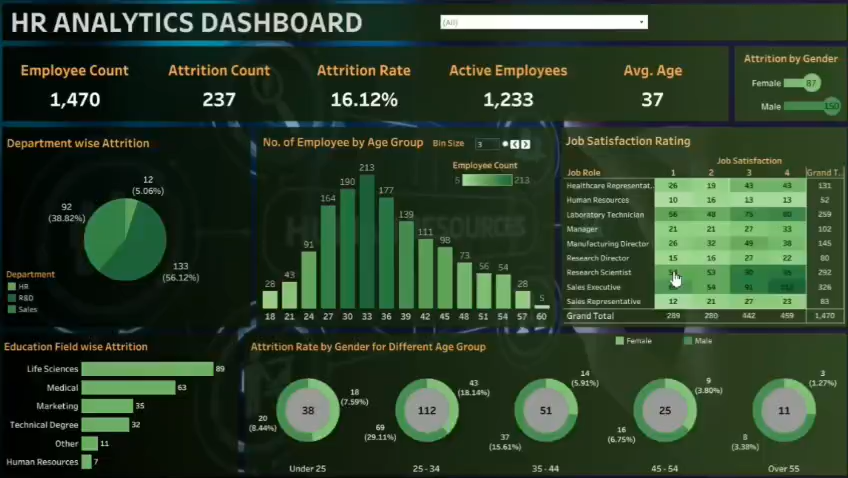 HR ANALYTICS DASHBOARD
(All)
Employee Count
Attrition Count
Attrition Rate
Active Employees
Avg. Age
1,470
237
16.12%
1,233
37
Attrition by Gender
Female
87
Male
150
Department wise Attrition
12
(5.06%)
92
(38.82%)
133
(56.12%)
Department
HR
R&D
Sales
No. of Employee by Age Group
Bin Size
3
Employee Count
5
213
28 43 91 164 190 213 177 139 111 98 73 56 54 28 5
18 21 24 27 30 33 36 39 42 45 48 51 54 57 60
Job Satisfaction Rating
Job Satisfaction
Job Role 1 2 3 4 Grand T..
Healthcare Representat.. 26 19 43 43 131
Human Resources 10 16 13 13 52
Laboratory Technician 56 48 75 80 259
Manager 21 21 27 33 102
Manufacturing Director 26 32 49 38 145
Research Director 15 16 27 22 80
Research Scientist 53 90 292
Sales Executive 54 91 112 326
Sales Representative 12 21 27 23 83
Grand Total 289 280 442 459 1,470
Education Field wise Attrition
Life Sciences 89
Medical 63
Marketing 35
Technical Degree 32
Other 11
Human Resources 7
Attrition Rate by Gender for Different Age Group
Female
Male
38
18
(7.59%)
20
(8.44%)
Under 25
112
43
(18.14%)
69
(29.11%)
25 - 34
51
14
(5.91%)
37
(15.61%)
35 - 44
25
9
(3.80%)
16
(6.75%)
45 - 54
11
3
(1.27%)
8
(3.38%)
Over 55